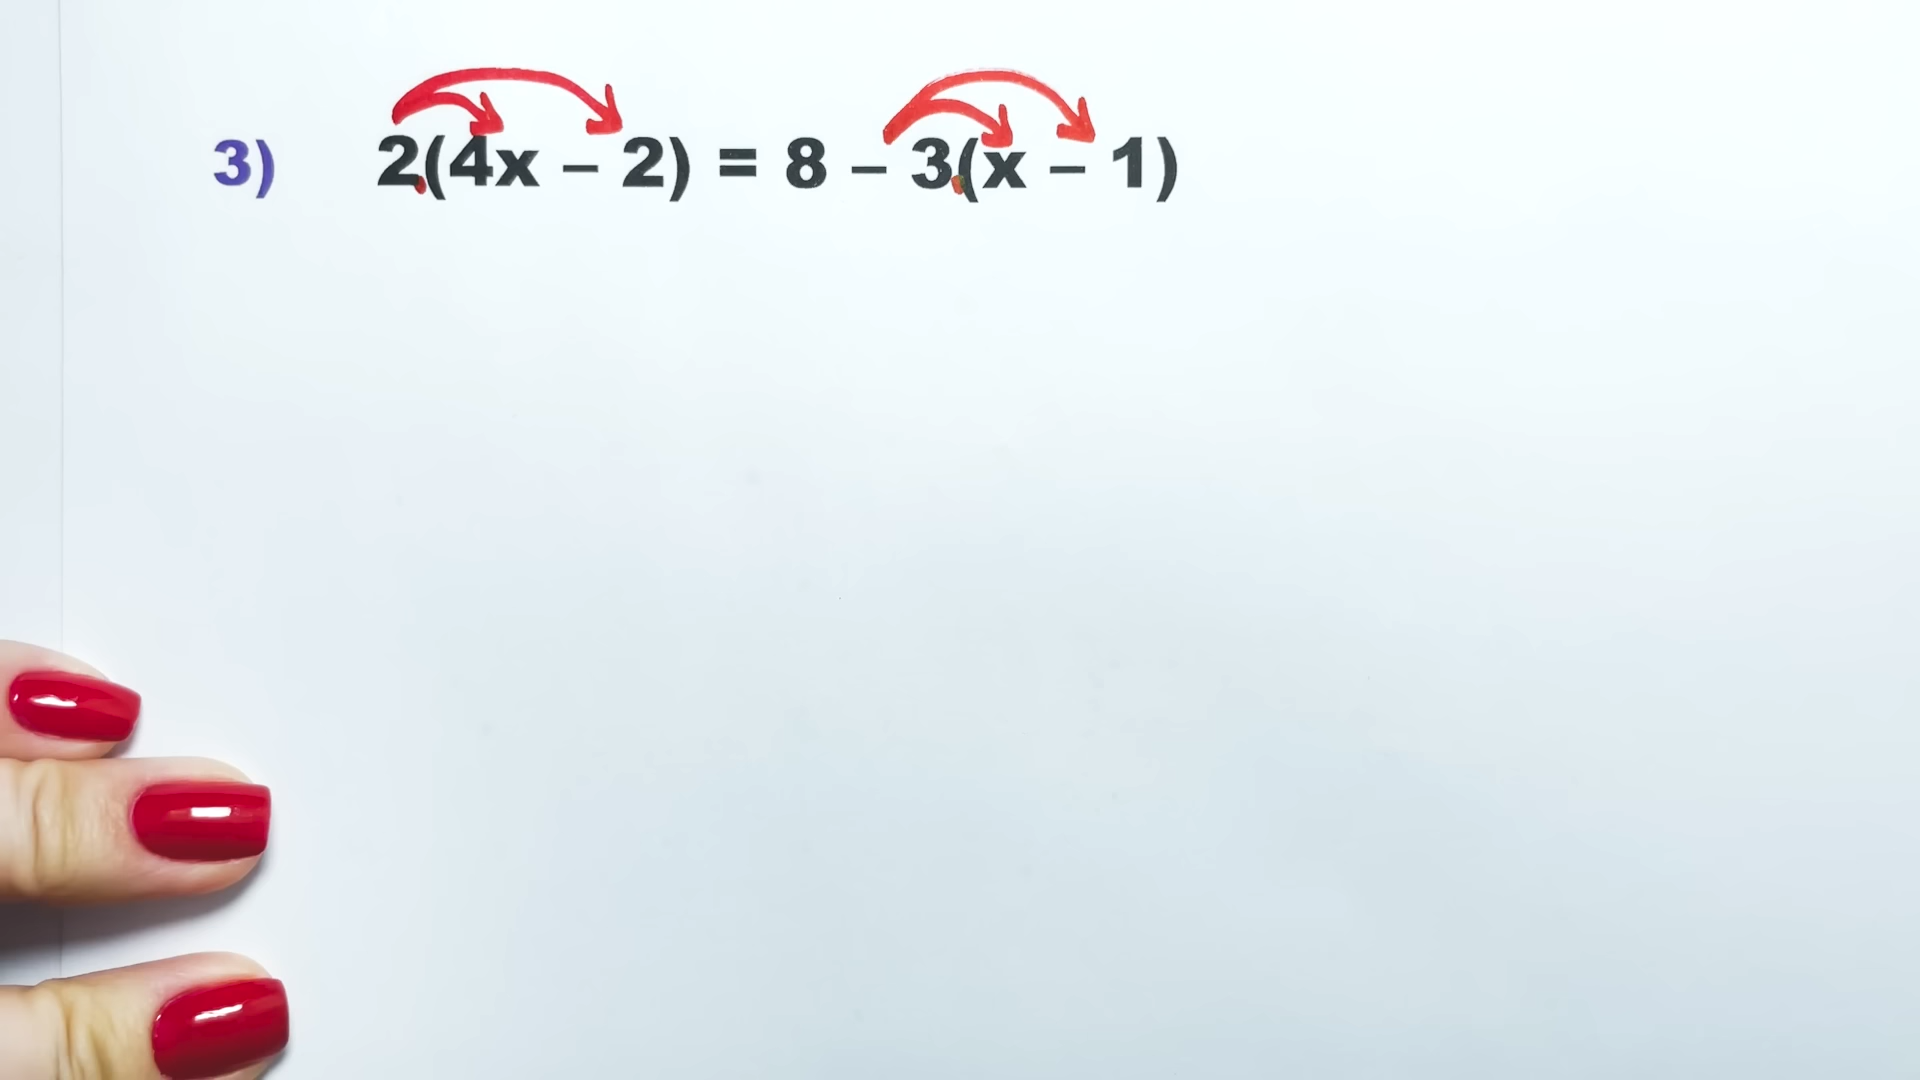 3) 2(4x – 2) = 8 – 3(x – 1)